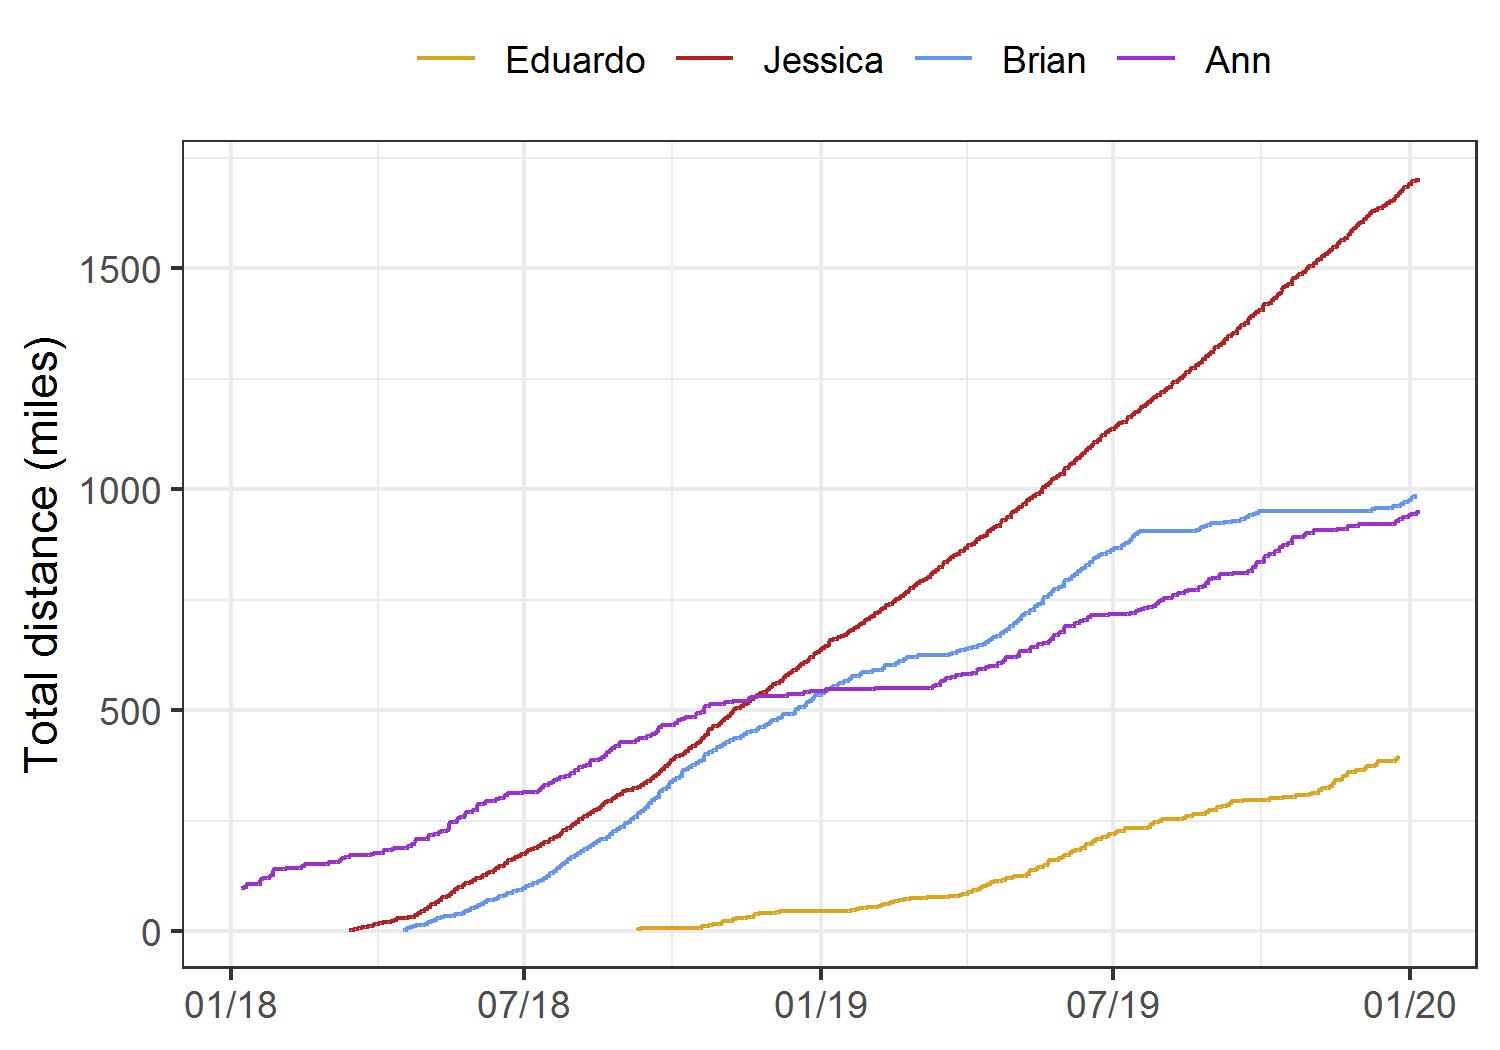 Eduardo Jessica Brian Ann
Total distance (miles)
1500
1000
500
0
01/18 07/18 01/19 07/19 01/20